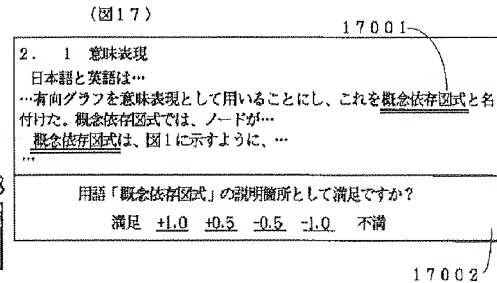 (図17)
17001
2. 1 意味表現
日本語と英語は…
…有向グラフを意味表現として用いることにし、これを概念依存図式と名
付けた。概念依存図式では、ノードが…
概念依存図式は、図1に示すように、…
…
用語「概念依存図式」の説明箇所として満足ですか?
満足 +1.0 +0.5 -0.5 -1.0 不満
17002